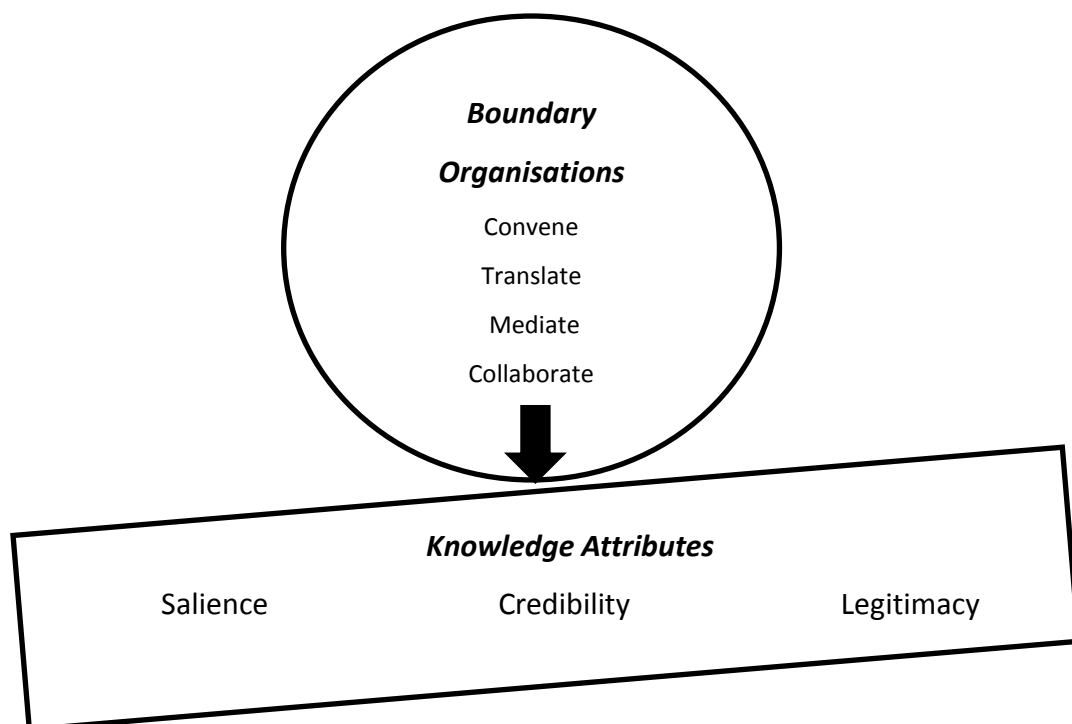 Boundary
Organisations
Convene
Translate
Mediate
Collaborate
Knowledge Attributes
Salience Credibility Legitimacy